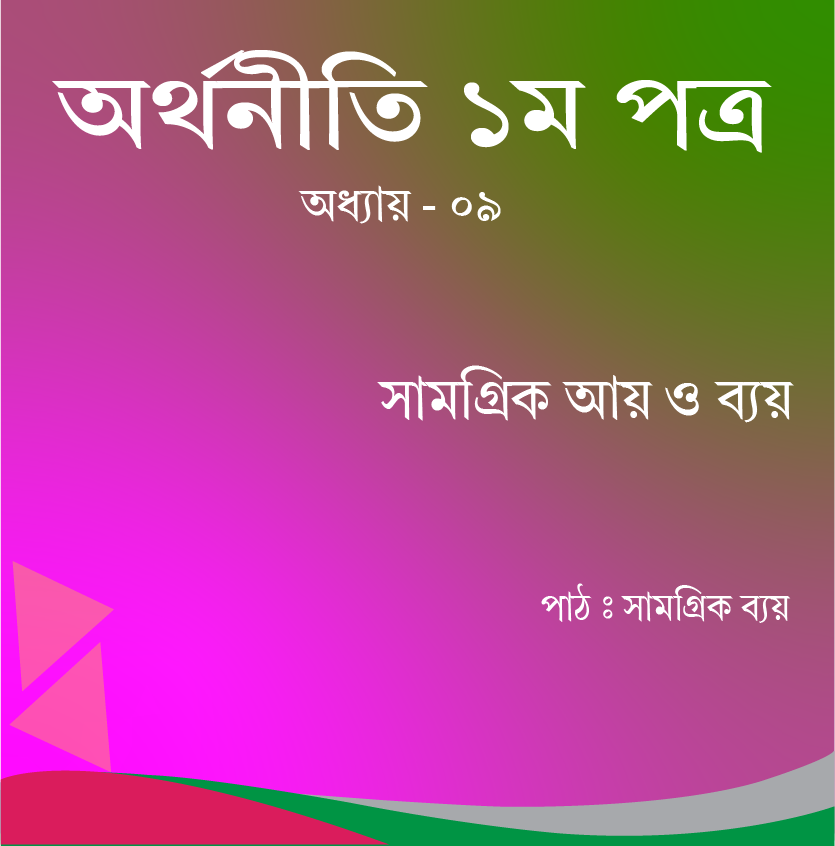 অর্থনীতি ১ম পত্র
অধ্যায় - ০৯
সামগ্রিক আয় ও ব্যয়
পাঠ ঃ সামগ্রিক ব্যয়